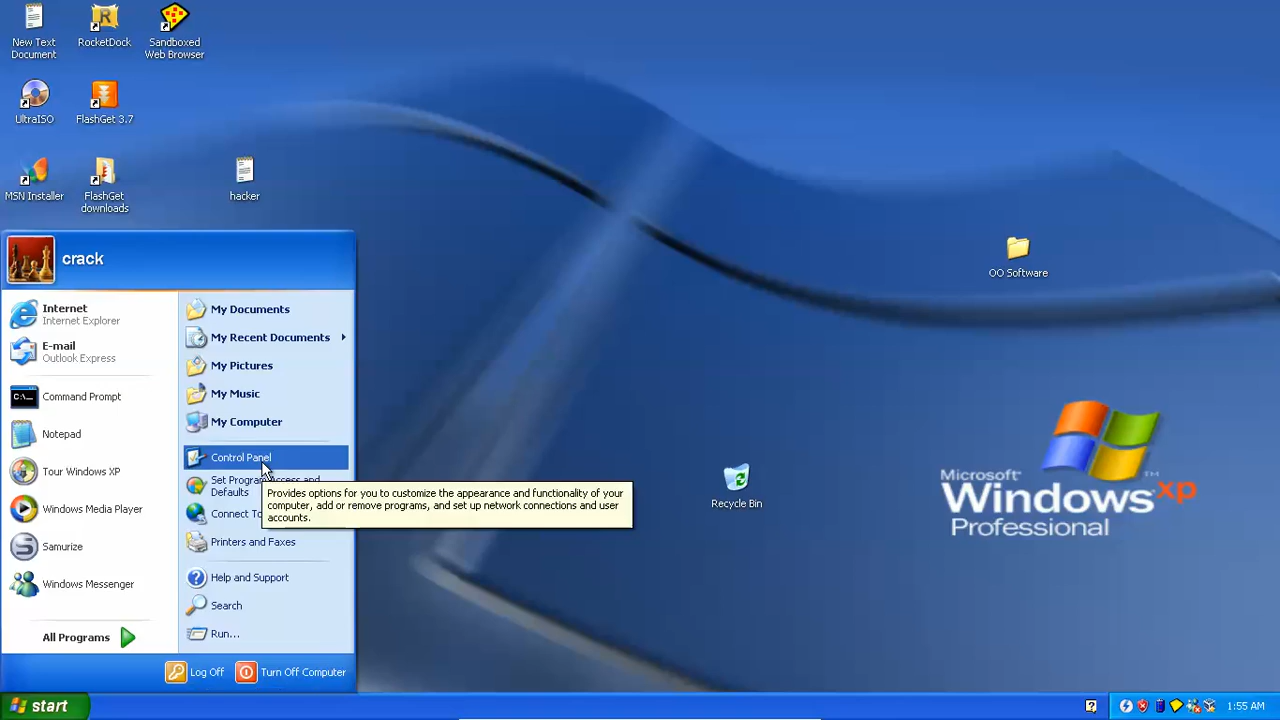 New Text
Document
RocketDock
Sandboxed
Web Browser
UltraISO
FlashGet 3.7
MSN Installer
FlashGet
downloads
hacker
OO Software
Recycle Bin
Microsoft
Windows xp
Professional
crack
Internet
Internet Explorer
E-mail
Outlook Express
C:\_
Command Prompt
Notepad
Tour Windows XP
Windows Media Player
Samurize
Windows Messenger
All Programs
My Documents
My Recent Documents
My Pictures
My Music
My Computer
Control Panel
Set Program Access and
Defaults
Connect To
Printers and Faxes
Help and Support
Search
Run...
Provides options for you to customize the appearance and functionality of your
computer, add or remove programs, and set up network connections and user
accounts.
Log Off
Turn Off Computer
start
1:55 AM